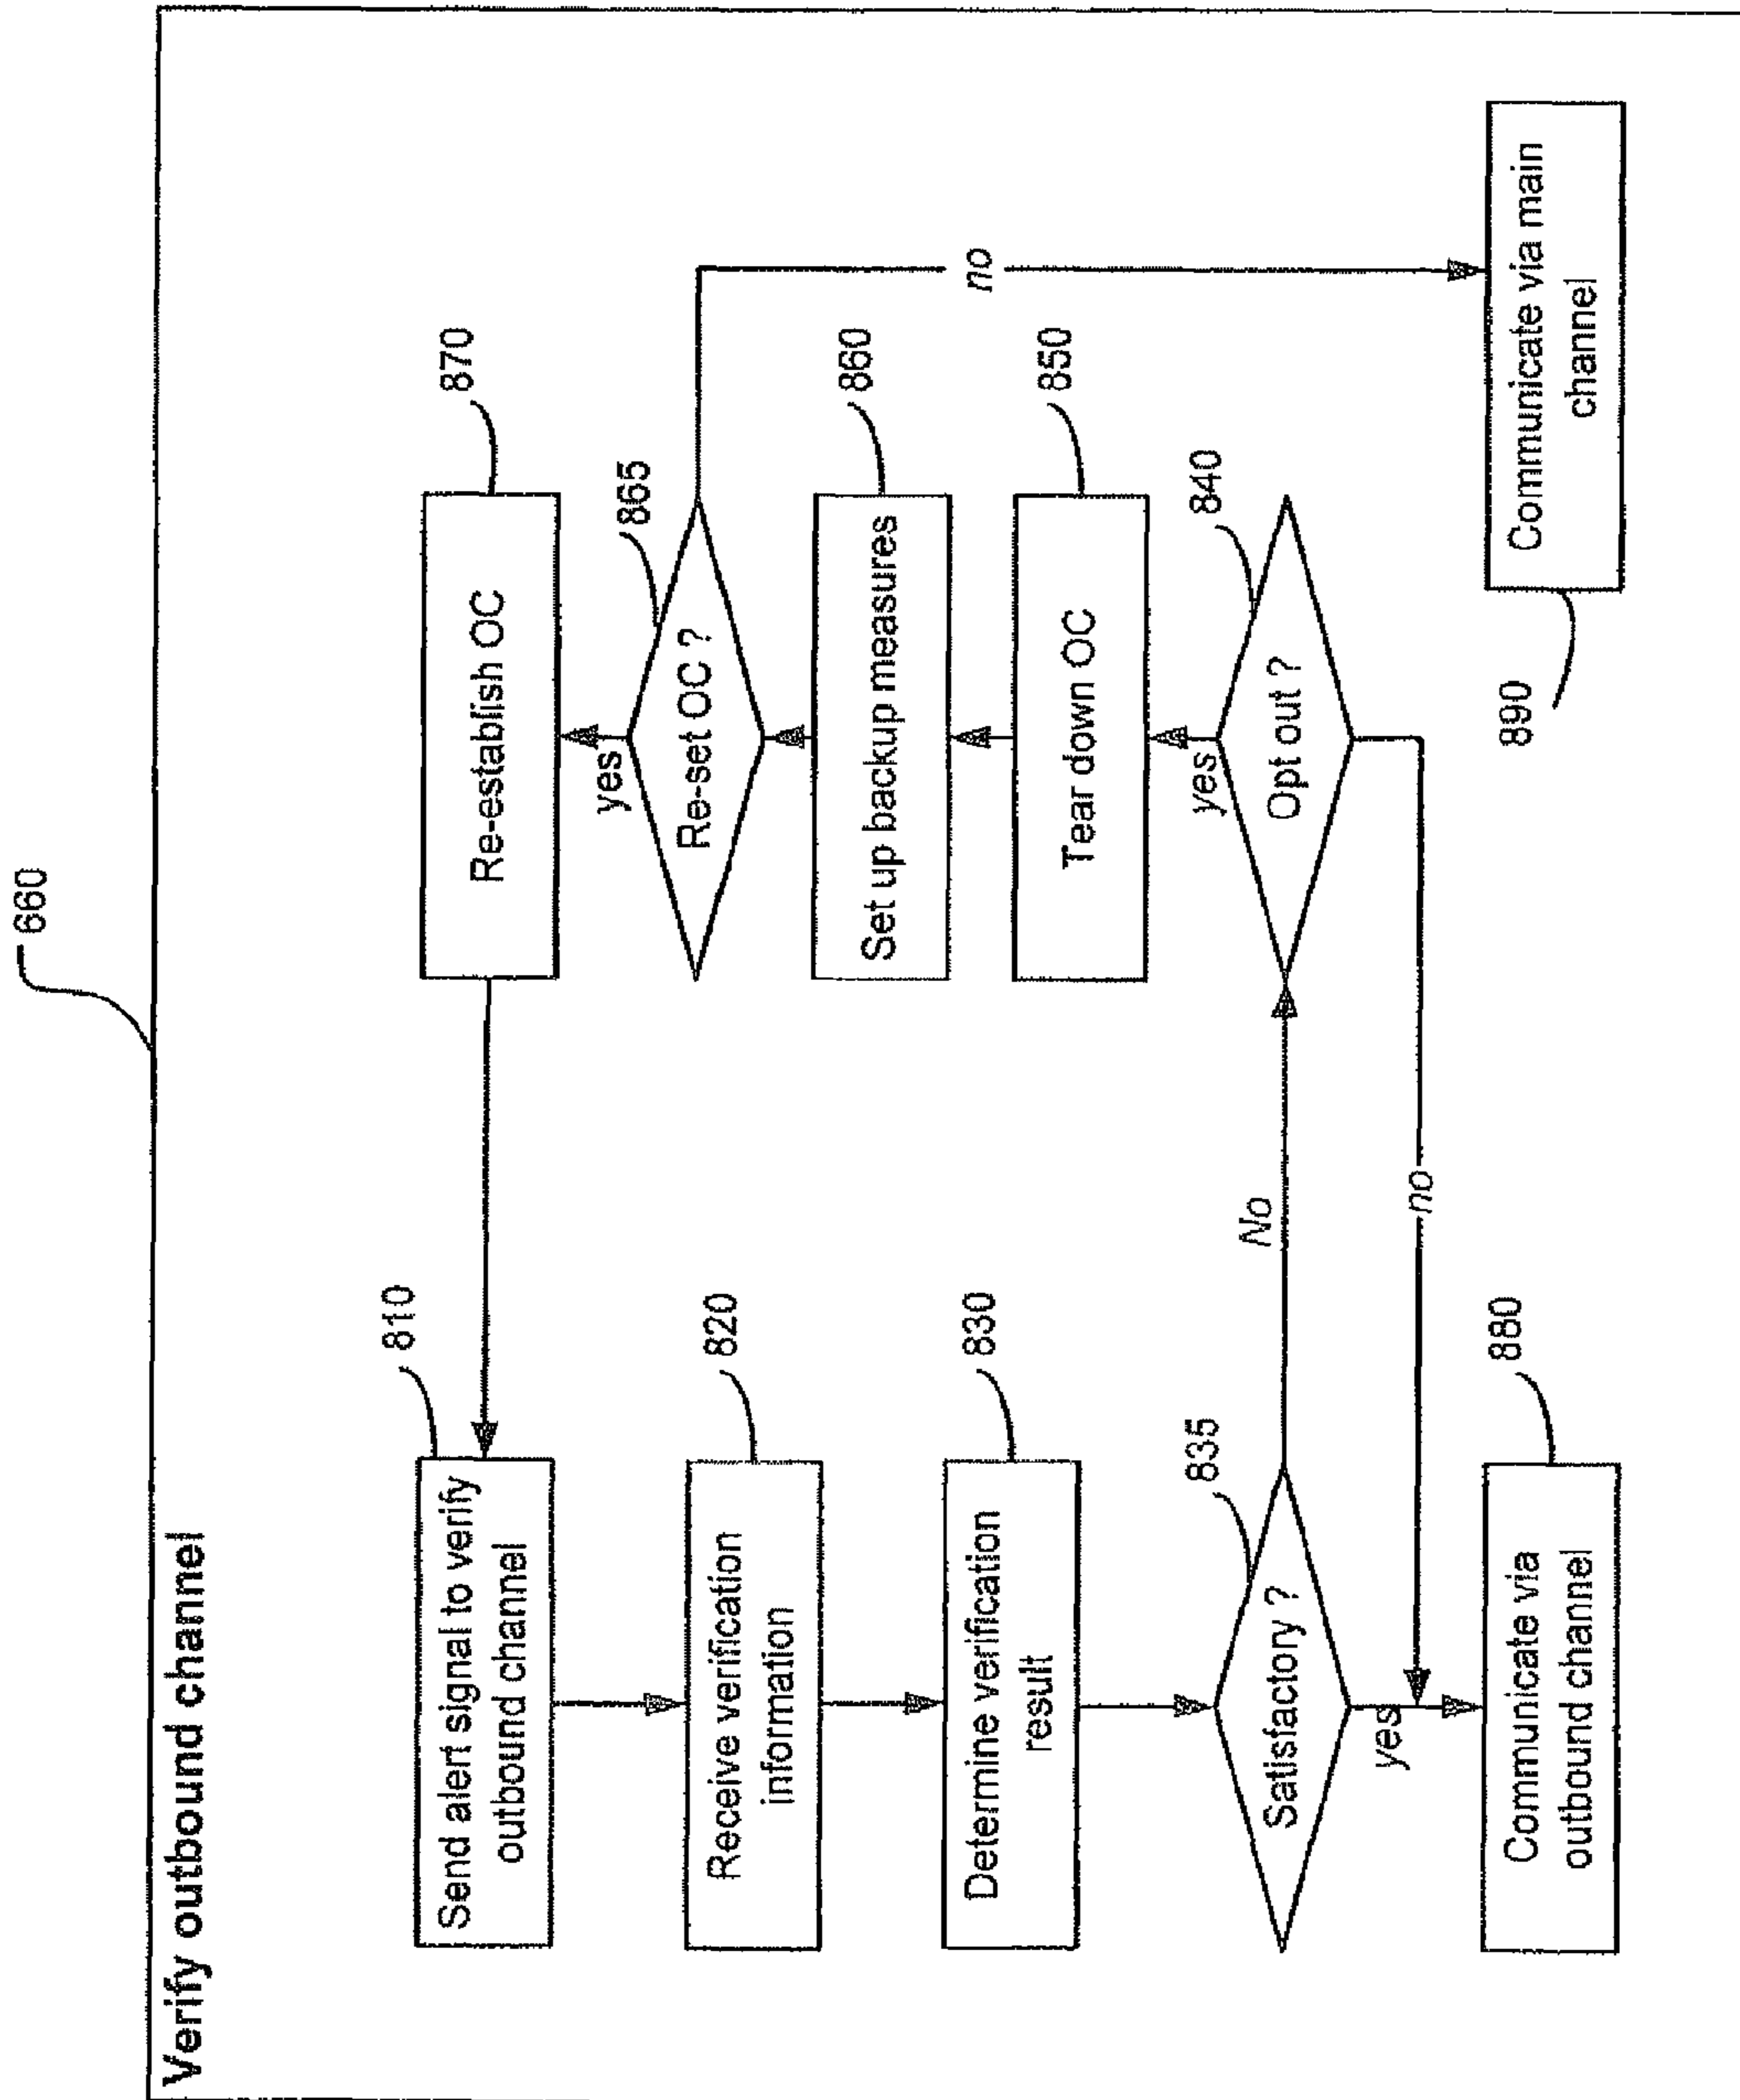 660
Verify outbound channel
810
Send alert signal to verify
outbound channel
820
Receive verification
information
830
Determine verification
result
835
Satisfactory ?
No
yes
880
Communicate via
outbound channel
870
Re-establish OC
yes
865
Re-set OC ?
no
860
Set up backup measures
850
Tear down OC
yes
840
Opt out ?
no
890
Communicate via main
channel